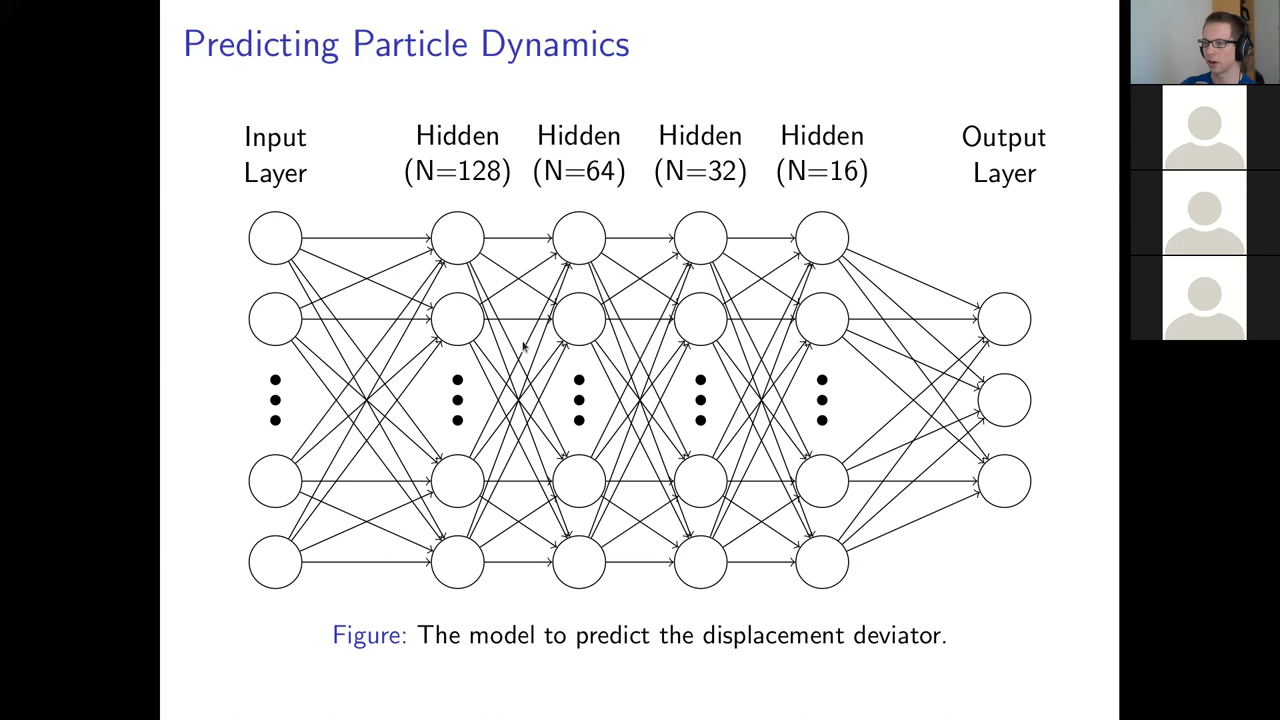 Predicting Particle Dynamics
Input Layer
Hidden (N=128)
Hidden (N=64)
Hidden (N=32)
Hidden (N=16)
Output Layer
Figure: The model to predict the displacement deviator.